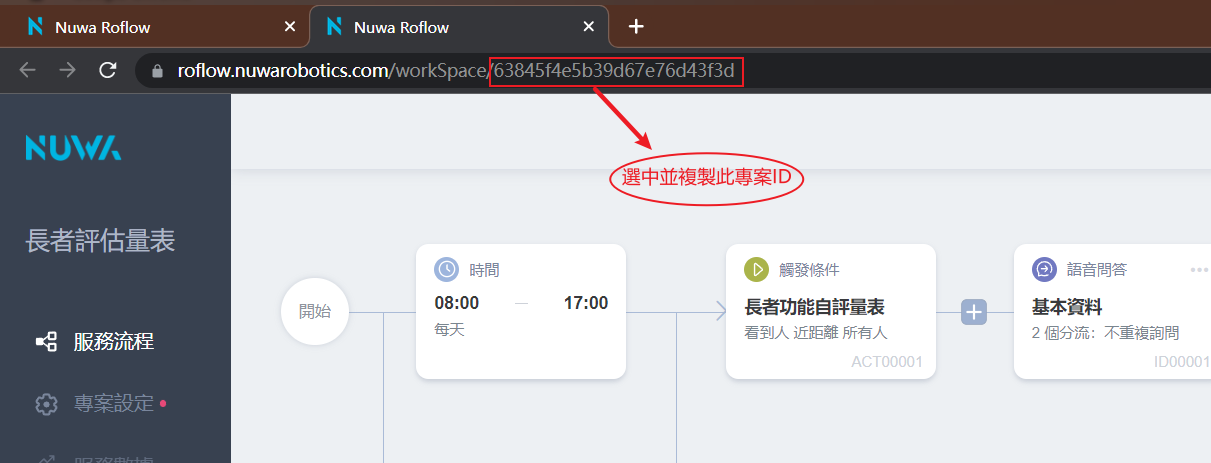 Nuwa Roflow
Nuwa Roflow
roflow.nuwarobotics.com/workSpace/63845f4e5b39d67e76d43f3d
選中並複製此專案ID
NUWA
長者評估量表
服務流程
專案設定
服務數據
開始
時間
08:00 — 17:00
每天
觸發條件
長者功能自評量表
看到人 近距離 所有人
ACT00001
語音問答
基本資料
2 個分流：不重複詢問
ID00001